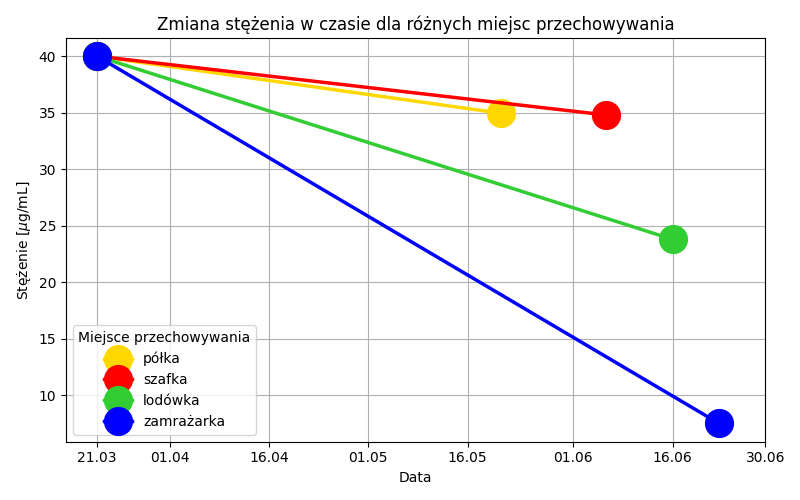 Zmiana stężenia w czasie dla różnych miejsc przechowywania
Stężenie [μg/mL]
40
35
30
25
20
15
10
Miejsce przechowywania
półka
szafka
lodówka
zamrażarka
21.03 01.04 16.04 01.05 16.05 01.06 16.06 30.06
Data